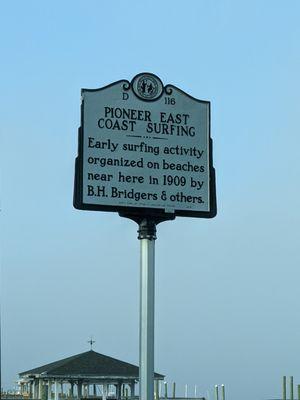 D 116
PIONEER EAST
COAST SURFING
Early surfing activity
organized on beaches
near here in 1909 by
B.H. Bridgers & others.